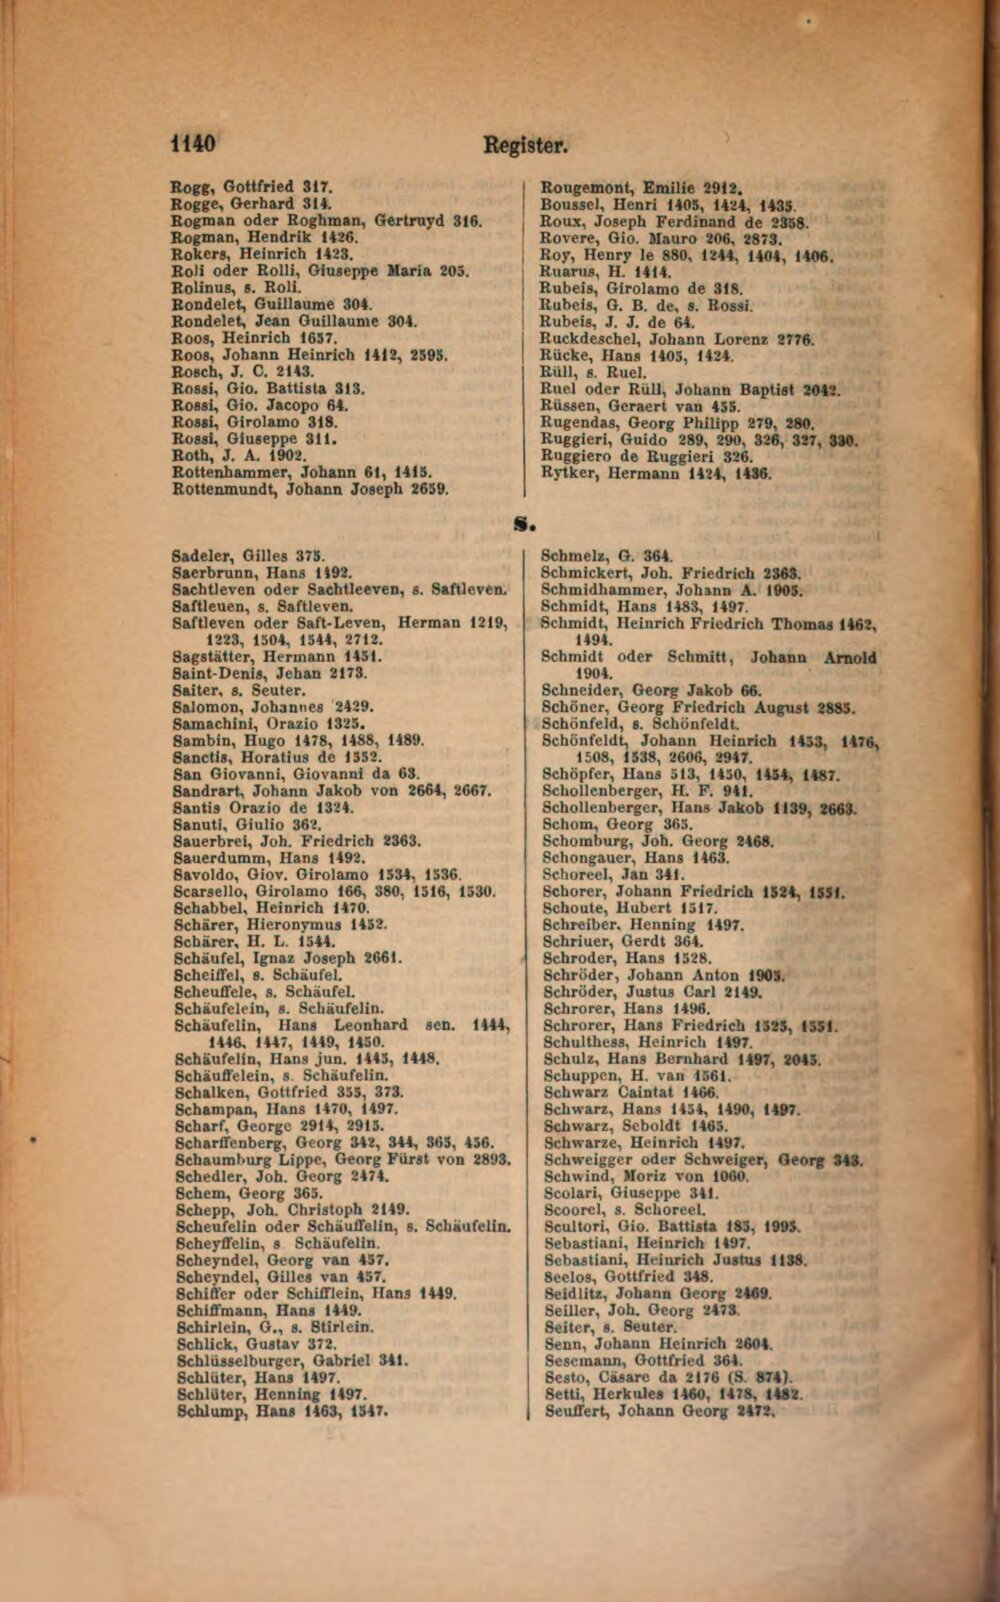 1140
Register.
Rogg, Gottfried 317.
Rogge, Gerhard 314.
Rogman oder Roghman, Gertruyd 316.
Rogman, Hendrik 1426.
Rokers, Heinrich 1423.
Roli oder Rolli, Giuseppe Maria 205.
Rolinus, s. Roli.
Rondelet, Guillaume 304.
Rondelet, Jean Guillaume 304.
Roos, Heinrich 1657.
Roos, Johann Heinrich 1412, 2595.
Rosch, J. C. 2143.
Rossi, Gio. Battista 313.
Rossi, Gio. Jacopo 64.
Rossi, Girolamo 318.
Rossi, Giuseppe 311.
Roth, J. A. 1902.
Rottenhammer, Johann 61, 1415.
Rottenmundt, Johann Joseph 2659.
Rougemont, Emilie 2912.
Boussel, Henri 1405, 1424, 1435.
Roux, Joseph Ferdinand de 2358.
Rovere, Gio. Mauro 206, 2873.
Roy, Henry le 880, 1244, 1404, 1406.
Ruarus, H. 1414.
Rubeis, Girolamo de 318.
Rubeis, G. B. de, s. Rossi.
Rubeis, J. J. de 64.
Ruckdeschel, Johann Lorenz 2776.
Rücke, Hans 1405, 1424.
Rüll, s. Ruel.
Ruel oder Rüll, Johann Baptist 2042.
Rüssen, Geraert van 455.
Rugendas, Georg Philipp 279, 280.
Ruggieri, Guido 289, 290, 326, 327, 330.
Ruggiero de Ruggieri 326.
Rytker, Hermann 1424, 1436.
S.
Sadeler, Gilles 375.
Saerbrunn, Hans 1492.
Sachtleven oder Sachtleeven, s. Saftleven.
Saftleuen, s. Saftleven.
Saftleven oder Saft-Leven, Herman 1219,
1223, 1504, 1544, 2712.
Sagstätter, Hermann 1451.
Saint-Denis, Jehan 2173.
Saiter, s. Seuter.
Salomon, Johannes 2429.
Samachini, Orazio 1325.
Sambin, Hugo 1478, 1488, 1489.
Sanctis, Horatius de 1552.
San Giovanni, Giovanni da 63.
Sandrart, Johann Jakob von 2664, 2667.
Santis Orazio de 1324.
Sanuti, Giulio 362.
Sauerbrei, Joh. Friedrich 2363.
Sauerdumm, Hans 1492.
Savoldo, Giov. Girolamo 1534, 1536.
Scarsello, Girolamo 166, 380, 1516, 1530.
Schabbel, Heinrich 1470.
Schärer, Hieronymus 1452.
Schärer, H. L. 1544.
Schäufel, Ignaz Joseph 2661.
Scheiffel, s. Schäufel.
Scheuffele, s. Schäufel.
Schäufelein, s. Schäufelin.
Schäufelin, Hans Leonhard sen. 1444,
1446, 1447, 1449, 1450.
Schäufelin, Hans jun. 1445, 1448.
Schäuffelein, s. Schäufelin.
Schalken, Gottfried 355, 373.
Schampan, Hans 1470, 1497.
Scharf, George 2914, 2915.
Scharffenberg, Georg 342, 344, 365, 456.
Schaumburg Lippe, Georg Fürst von 2893.
Schedler, Joh. Georg 2474.
Schem, Georg 365.
Schepp, Joh. Christoph 2149.
Scheufelin oder Schäuffelin, s. Schäufelin.
Scheyffelin, s. Schäufelin.
Scheyndel, Georg van 457.
Scheyndel, Gilles van 457.
Schiffer oder Schifflein, Hans 1449.
Schiffmann, Hans 1449.
Schirlein, G., s. Stirlein.
Schlick, Gustav 372.
Schlüsselburger, Gabriel 341.
Schlüter, Hans 1497.
Schlüter, Henning 1497.
Schlump, Hans 1463, 1547.
Schmelz, G. 364.
Schmickert, Joh. Friedrich 2363.
Schmidhammer, Johann A. 1905.
Schmidt, Hans 1483, 1497.
Schmidt, Heinrich Friedrich Thomas 1462,
1494.
Schmidt oder Schmitt, Johann Arnold
1904.
Schneider, Georg Jakob 66.
Schöner, Georg Friedrich August 2885.
Schönfeld, s. Schönfeldt.
Schönfeldt, Johann Heinrich 1453, 1476,
1508, 1538, 2606, 2947.
Schöpfer, Hans 513, 1450, 1454, 1487.
Schollenberger, H. F. 941.
Schollenberger, Hans Jakob 1139, 2663.
Schom, Georg 365.
Schomburg, Joh. Georg 2468.
Schongauer, Hans 1463.
Schoreel, Jan 341.
Schorer, Johann Friedrich 1524, 1551.
Schoute, Hubert 1517.
Schreiber, Henning 1497.
Schriuer, Gerdt 364.
Schroder, Hans 1528.
Schröder, Johann Anton 1905.
Schröder, Justus Carl 2149.
Schrorer, Hans 1496.
Schrorer, Hans Friedrich 1525, 1551.
Schulthess, Heinrich 1497.
Schulz, Hans Bernhard 1497, 2045.
Schuppen, H. van 1561.
Schwarz Caintat 1466.
Schwarz, Hans 1454, 1490, 1497.
Schwarz, Seboldt 1465.
Schwarze, Heinrich 1497.
Schweigger oder Schweiger, Georg 343.
Schwind, Moriz von 1060.
Scolari, Giuseppe 341.
Scoorel, s. Schoreel.
Scultori, Gio. Battista 185, 1995.
Sebastiani, Heinrich 1497.
Sebastiani, Heinrich Justus 1138.
Seelos, Gottfried 348.
Seidlitz, Johann Georg 2469.
Seiller, Joh. Georg 2473.
Seiter, s. Seuter.
Senn, Johann Heinrich 2604.
Sesemann, Gottfried 364.
Sesto, Cäsare da 2176 (S. 874).
Setti, Herkules 1460, 1478, 1482.
Seuffert, Johann Georg 2472.